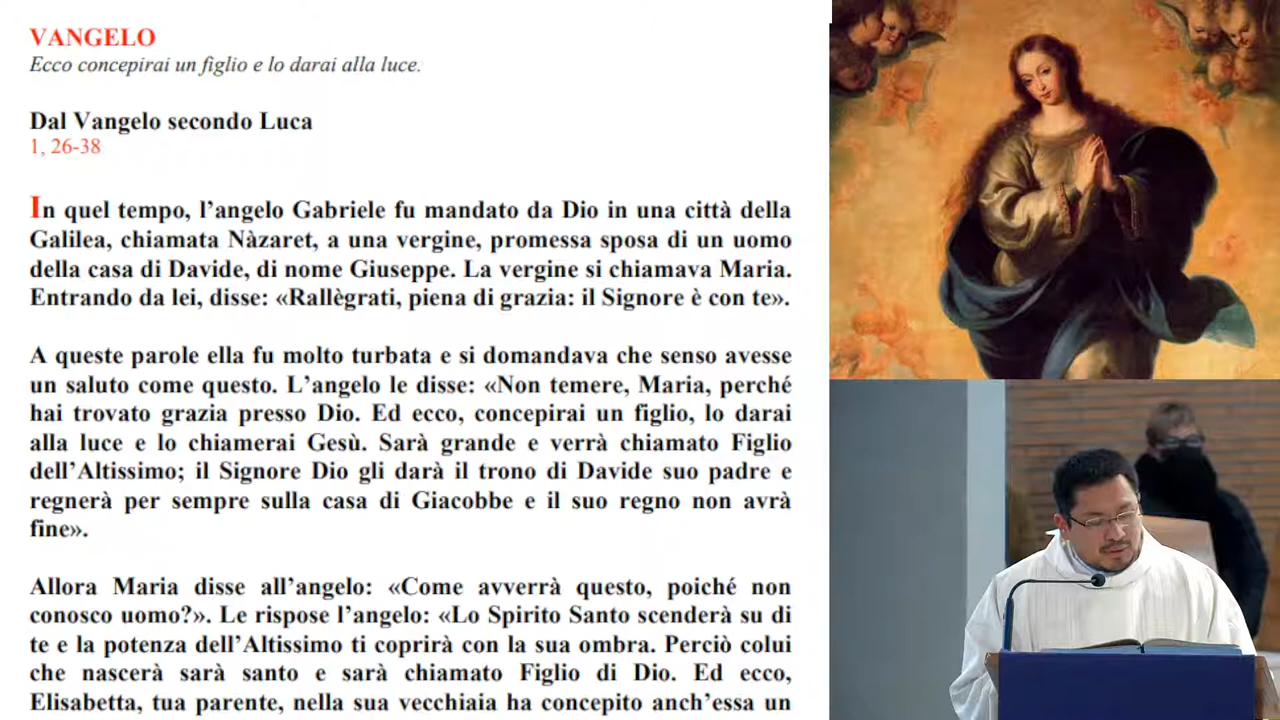 VANGELO
Ecco concepirai un figlio e lo darai alla luce.
Dal Vangelo secondo Luca
1, 26-38
In quel tempo, l’angelo Gabriele fu mandato da Dio in una città della
Galilea, chiamata Nàzaret, a una vergine, promessa sposa di un uomo
della casa di Davide, di nome Giuseppe. La vergine si chiamava Maria.
Entrando da lei, disse: «Rallègrati, piena di grazia: il Signore è con te».
A queste parole ella fu molto turbata e si domandava che senso avesse
un saluto come questo. L’angelo le disse: «Non temere, Maria, perché
hai trovato grazia presso Dio. Ed ecco, concepirai un figlio, lo darai
alla luce e lo chiamerai Gesù. Sarà grande e verrà chiamato Figlio
dell’Altissimo; il Signore Dio gli darà il trono di Davide suo padre e
regnerà per sempre sulla casa di Giacobbe e il suo regno non avrà
fine».
Allora Maria disse all’angelo: «Come avverrà questo, poiché non
conosco uomo?». Le rispose l’angelo: «Lo Spirito Santo scenderà su di
te e la potenza dell’Altissimo ti coprirà con la sua ombra. Perciò colui
che nascerà sarà santo e sarà chiamato Figlio di Dio. Ed ecco,
Elisabetta, tua parente, nella sua vecchiaia ha concepito anch’essa un